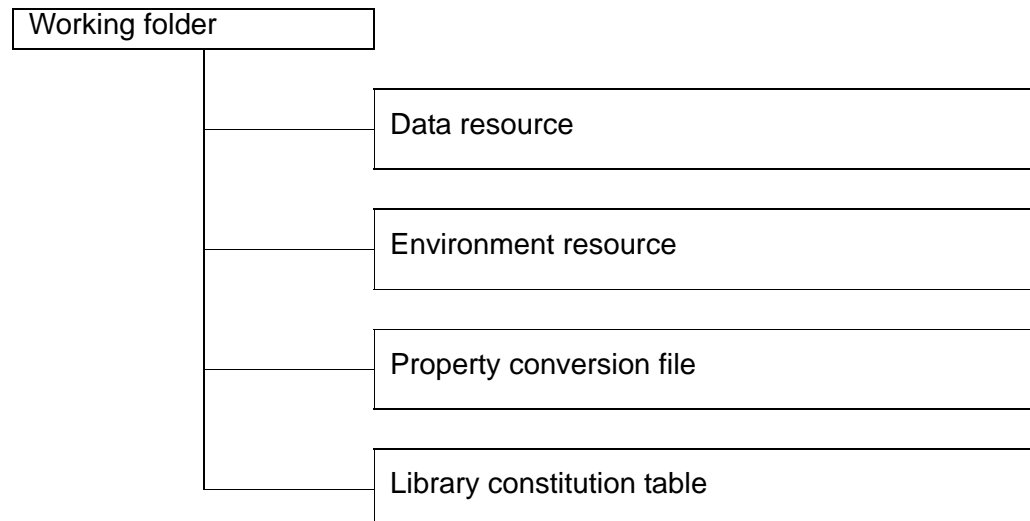 Working folder
Data resource
Environment resource
Property conversion file
Library constitution table